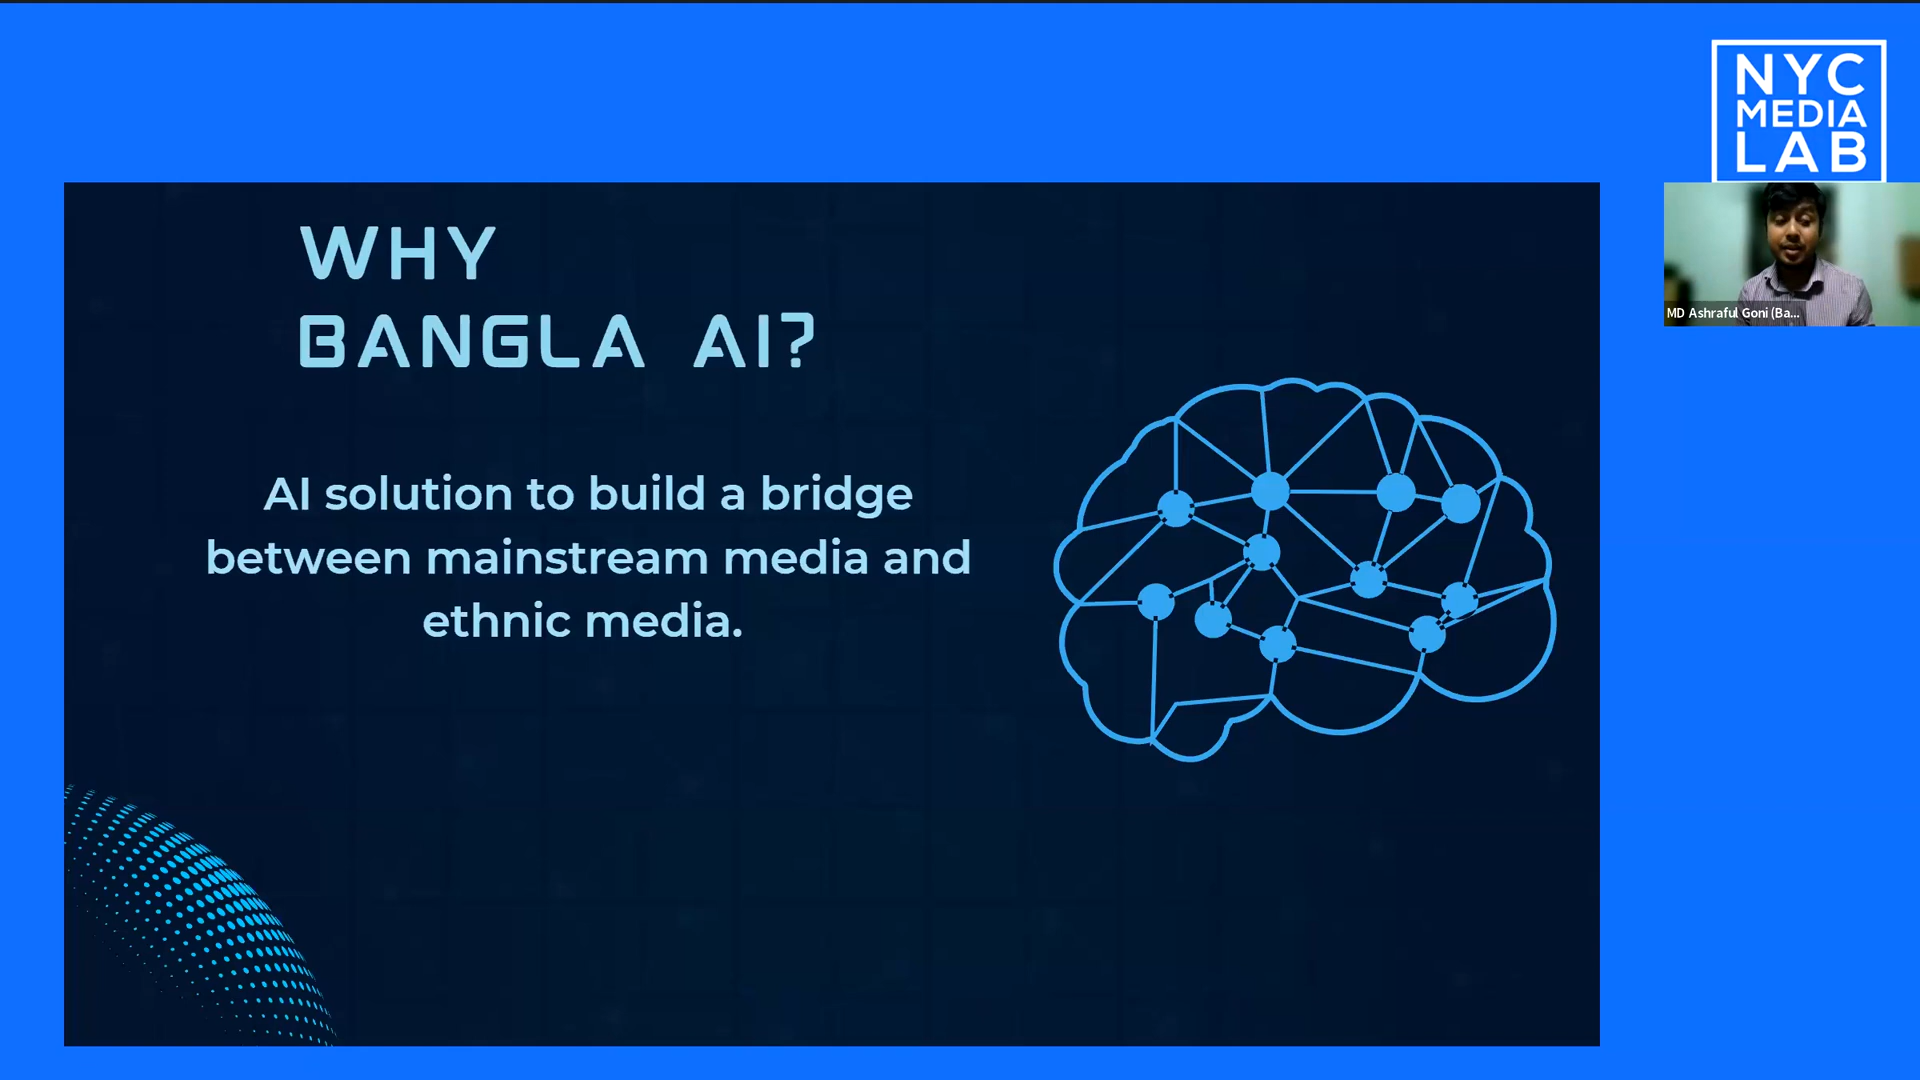 NYC
MEDIA
LAB
WHY
BANGLA AI?
AI solution to build a bridge
between mainstream media and
ethnic media.
MD Ashraful Goni (Ba...